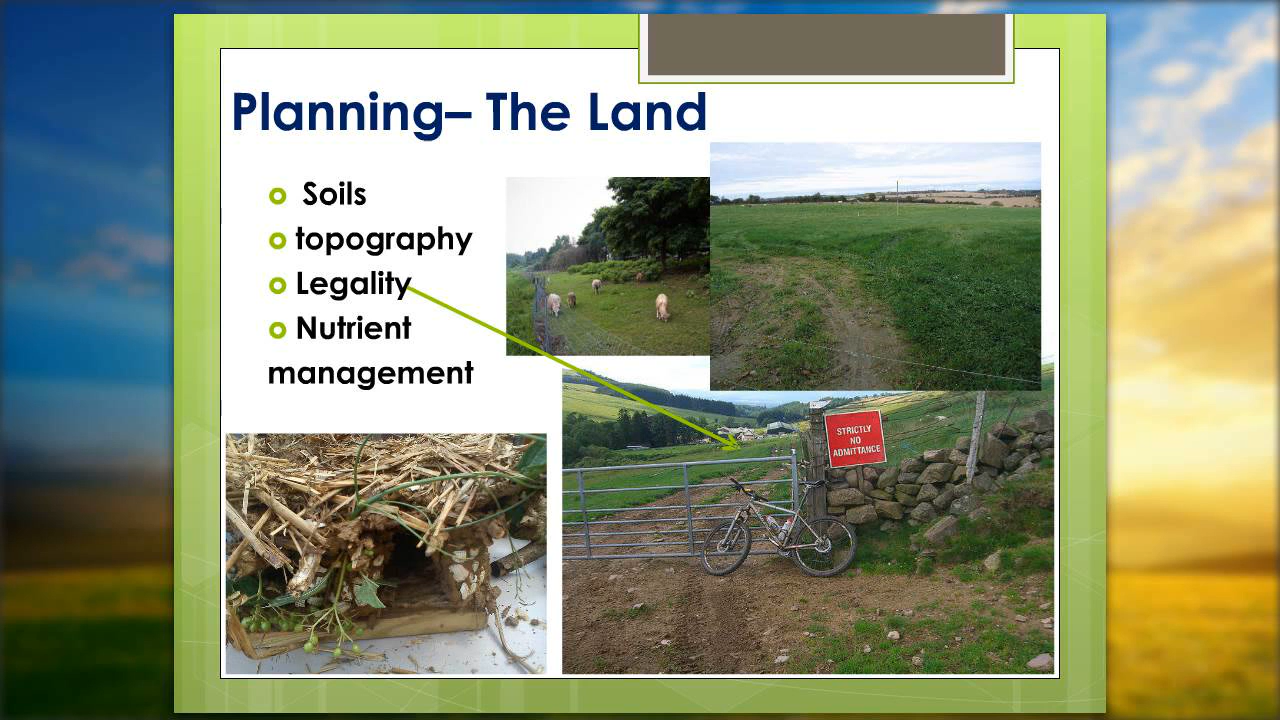 Planning– The Land
Soils
topography
Legality
Nutrient
management
STRICTLY
NO
ADMITTANCE